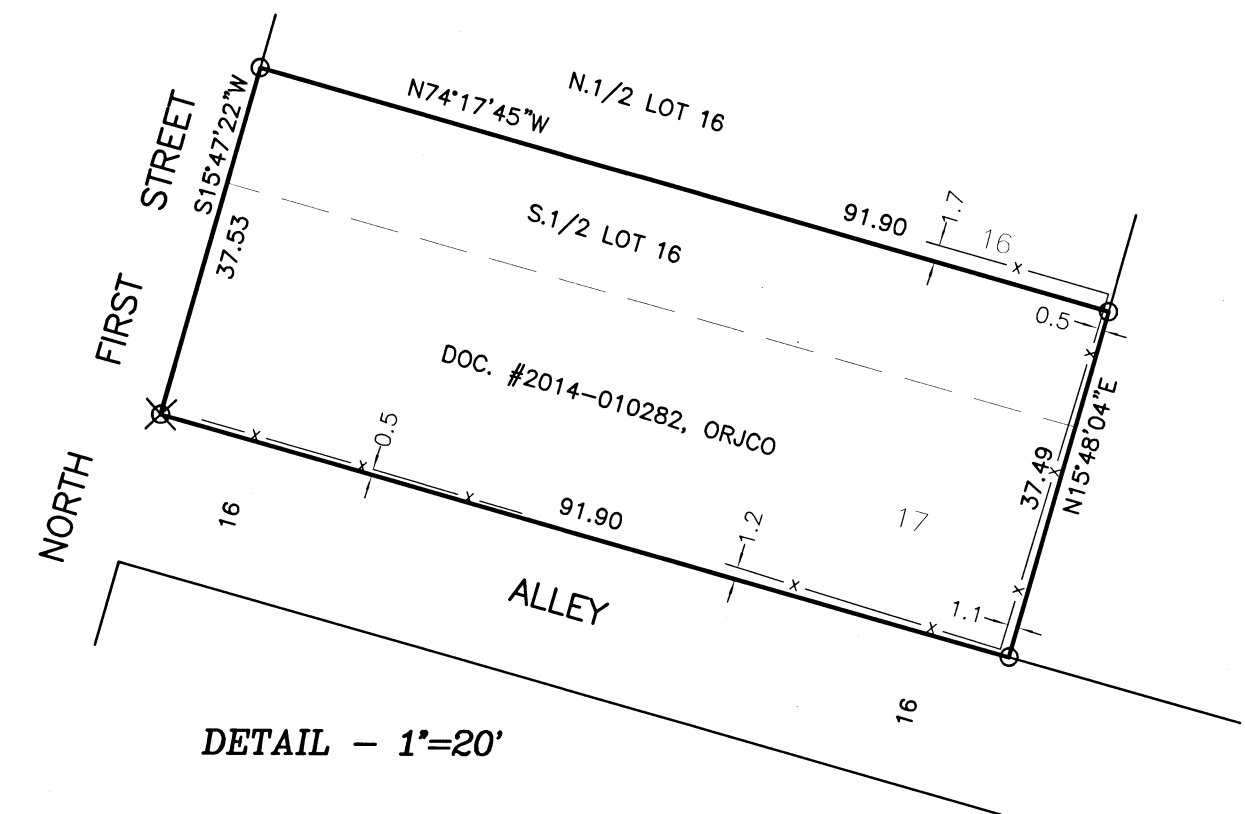 N.1/2 LOT 16
N74°17'45"W
STREET
S15°47'22"W
1.7
91.90
16
S.1/2 LOT 16
37.53
0.5
FIRST
DOC. #2014-010282, ORJCO
N15°48'04"E
0.5
37.49
NORTH
16
91.90
1.2
17
ALLEY
1.1
16
DETAIL - 1"=20'